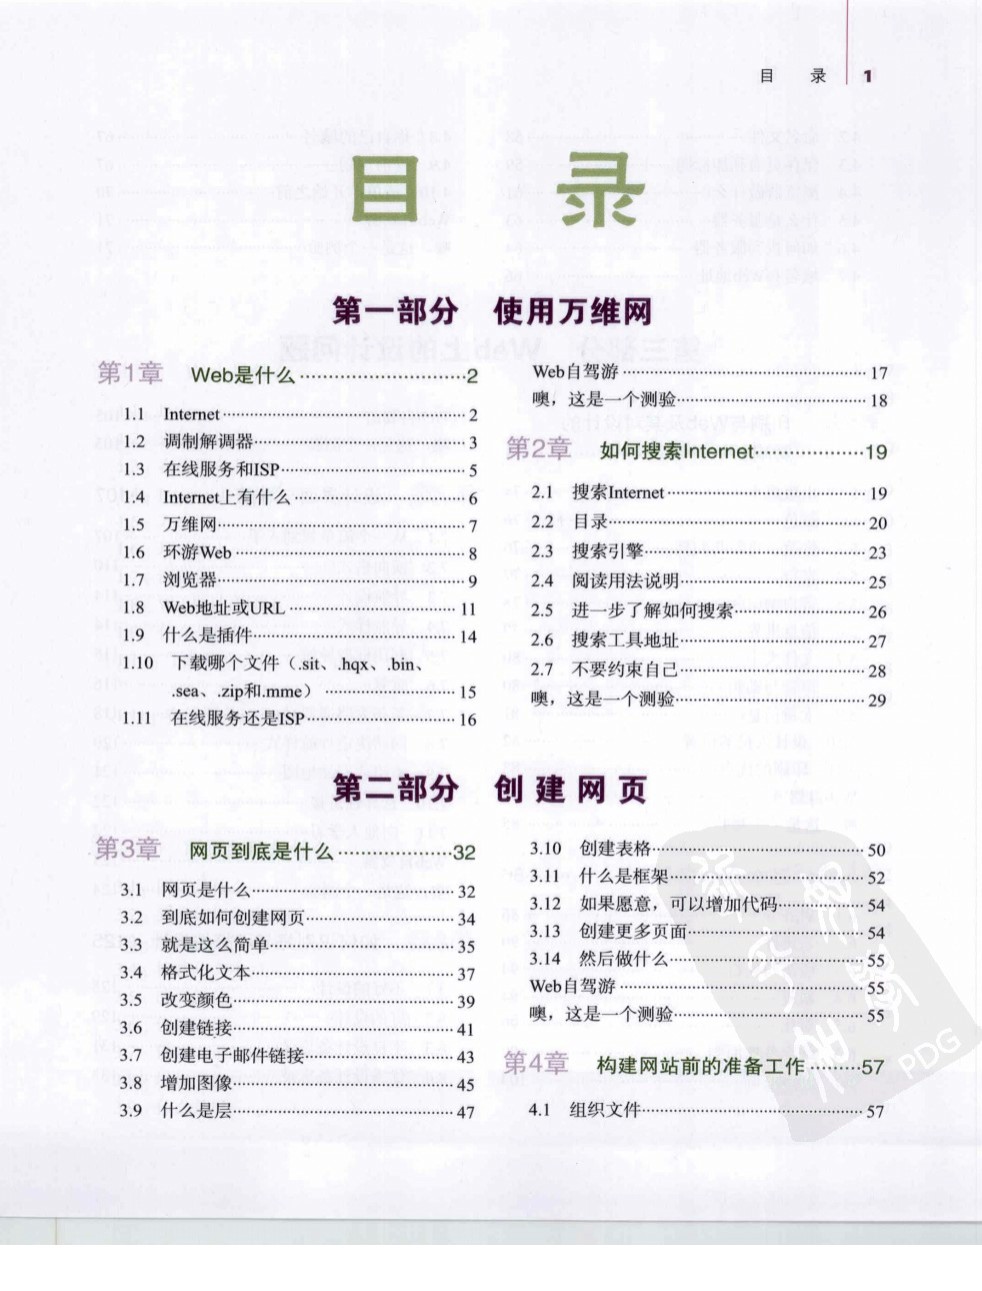 目 录 1
目 录
第一部分 使用万维网
第1章 Web是什么 2
1.1 Internet 2
1.2 调制解调器 3
1.3 在线服务和ISP 5
1.4 Internet上有什么 6
1.5 万维网 7
1.6 环游Web 8
1.7 浏览器 9
1.8 Web地址或URL 11
1.9 什么是插件 14
1.10 下载哪个文件（.sit、.hqx、.bin、
.sea、.zip和.mme） 15
1.11 在线服务还是ISP 16
Web自驾游 17
噢，这是一个测验 18
第2章 如何搜索Internet 19
2.1 搜索Internet 19
2.2 目录 20
2.3 搜索引擎 23
2.4 阅读用法说明 25
2.5 进一步了解如何搜索 26
2.6 搜索工具地址 27
2.7 不要约束自己 28
噢，这是一个测验 29
第二部分 创建网页
第3章 网页到底是什么 32
3.1 网页是什么 32
3.2 到底如何创建网页 34
3.3 就是这么简单 35
3.4 格式化文本 37
3.5 改变颜色 39
3.6 创建链接 41
3.7 创建电子邮件链接 43
3.8 增加图像 45
3.9 什么是层 47
3.10 创建表格 50
3.11 什么是框架 52
3.12 如果愿意，可以增加代码 54
3.13 创建更多页面 54
3.14 然后做什么 55
Web自驾游 55
噢，这是一个测验 55
第4章 构建网站前的准备工作 57
4.1 组织文件 57
PDG